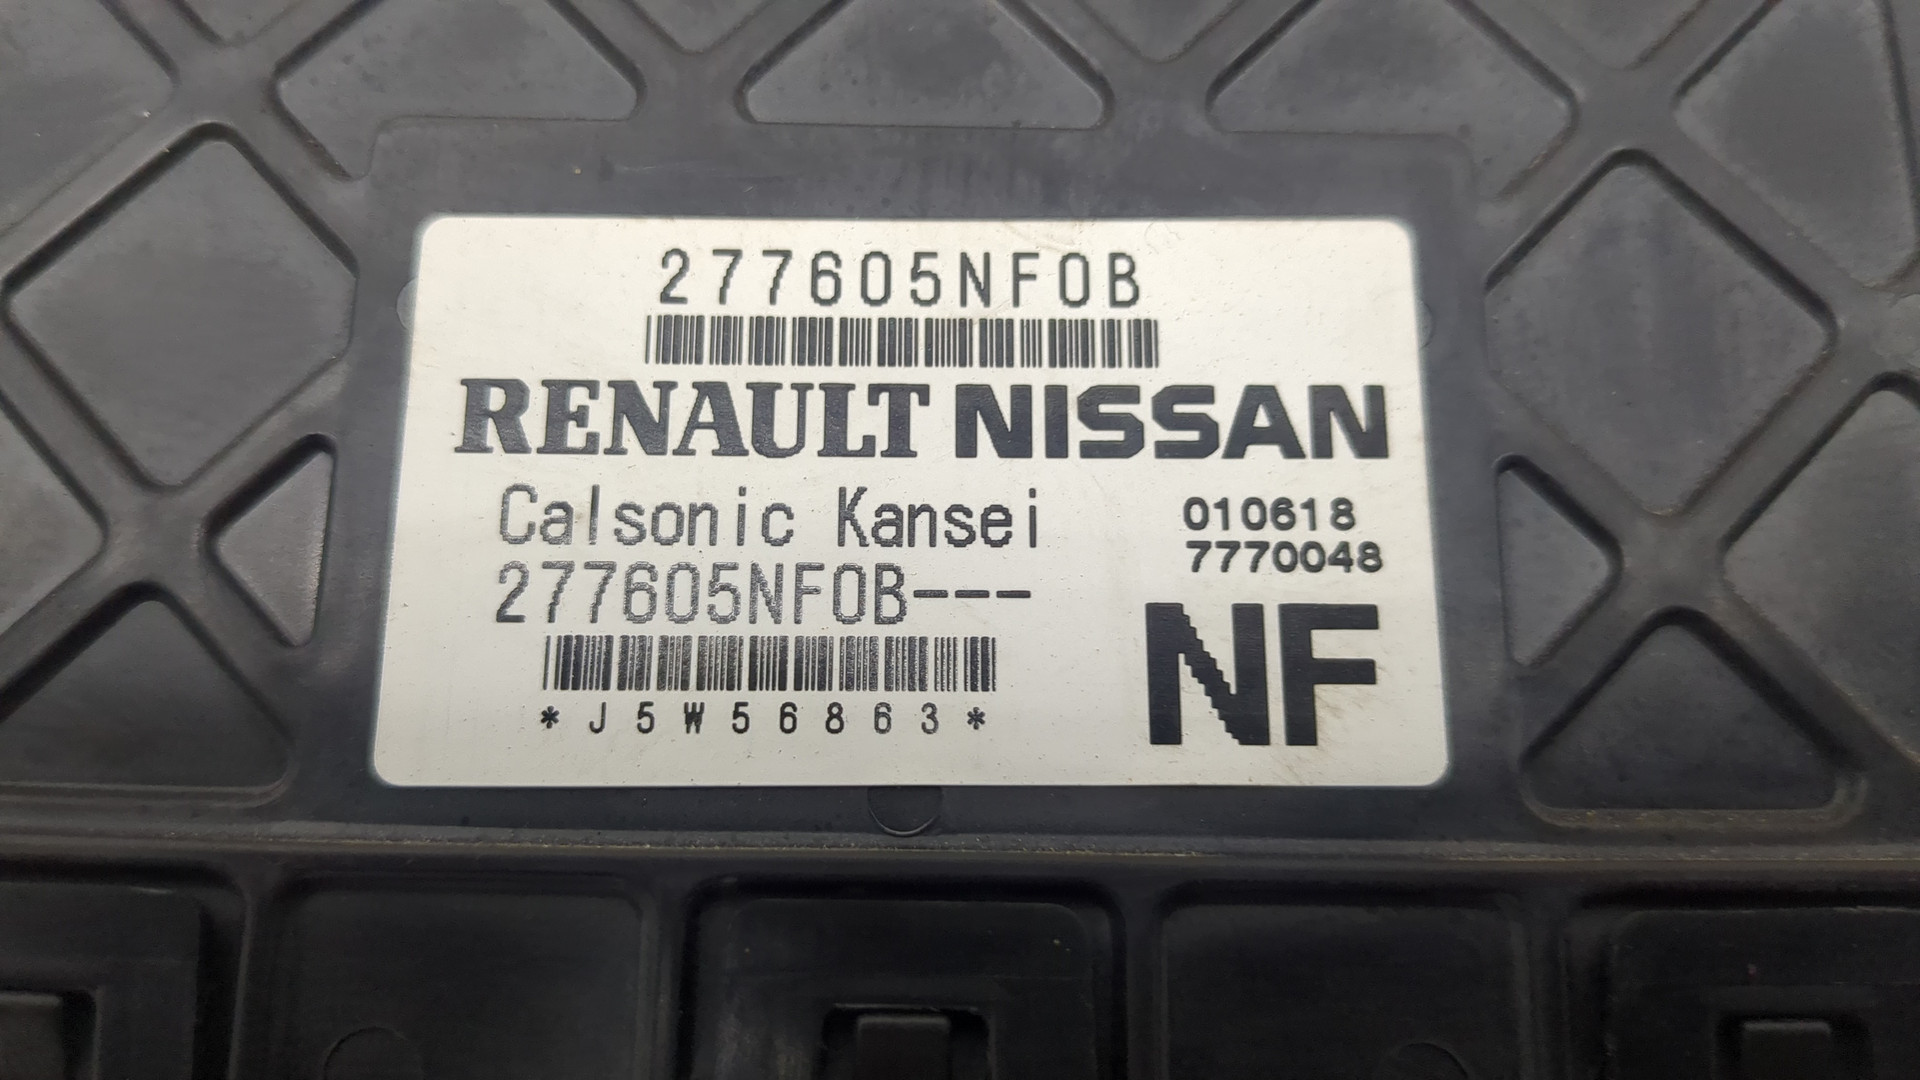 277605NF0B
RENAULT NISSAN
Calsonic Kansei
010618
7770048
277605NF0B---
NF
*J5W56863*